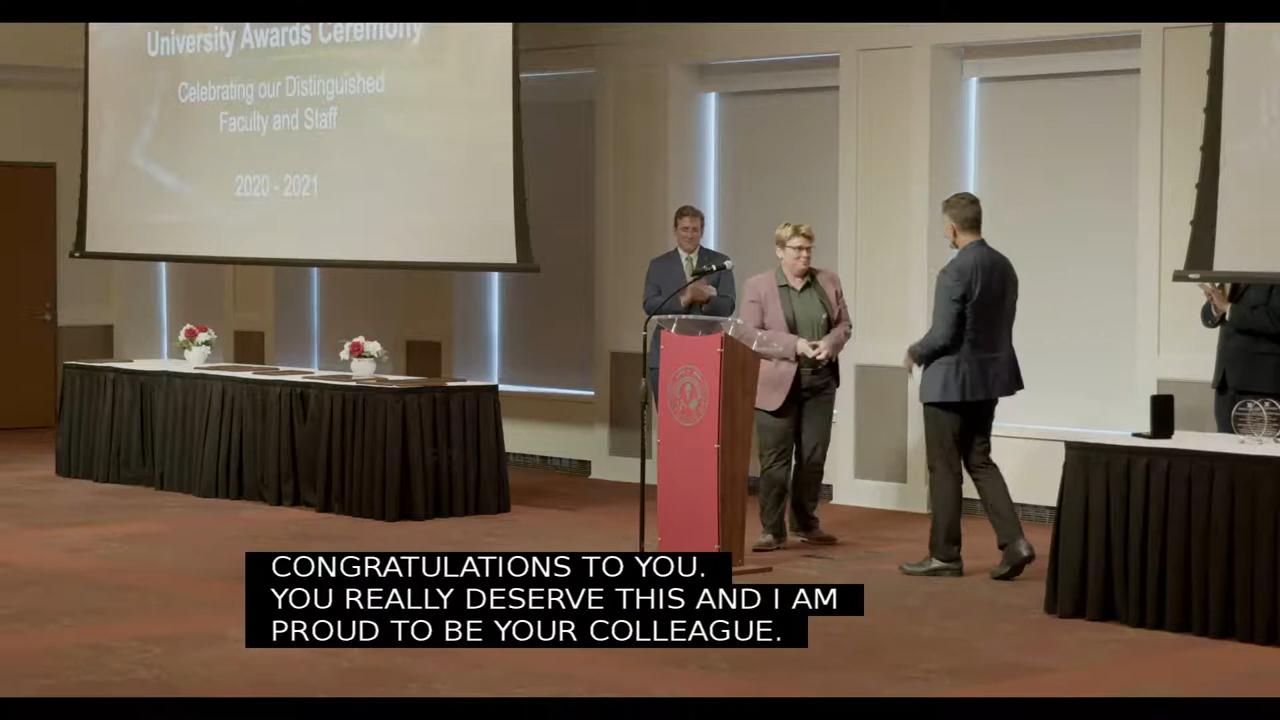 University Awards Ceremony
Celebrating our Distinguished
Faculty and Staff
2020 - 2021
CONGRATULATIONS TO YOU.
YOU REALLY DESERVE THIS AND I AM
PROUD TO BE YOUR COLLEAGUE.